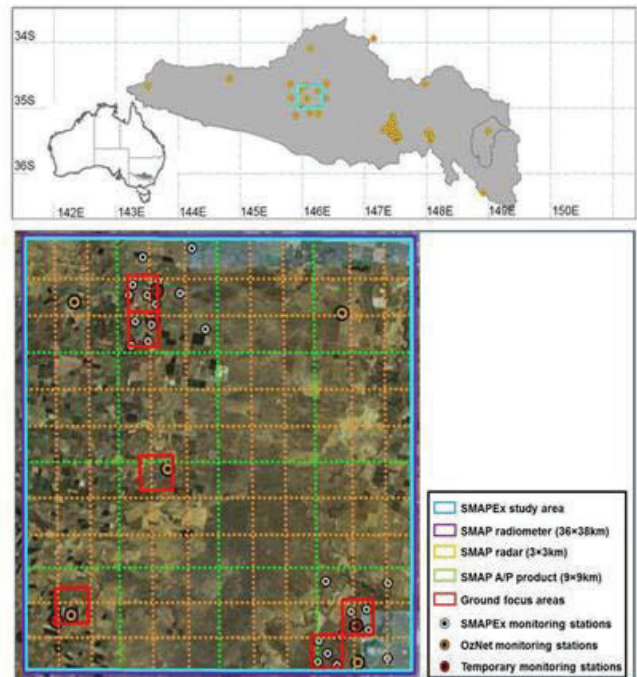 34S
35S
36S
142E 143E 144E 145E 146E 147E 148E 149E 150E
SMAPEx study area
SMAP radiometer (36×38km)
SMAP radar (3×3km)
SMAP A/P product (9×9km)
Ground focus areas
SMAPEx monitoring stations
OzNet monitoring stations
Temporary monitoring stations